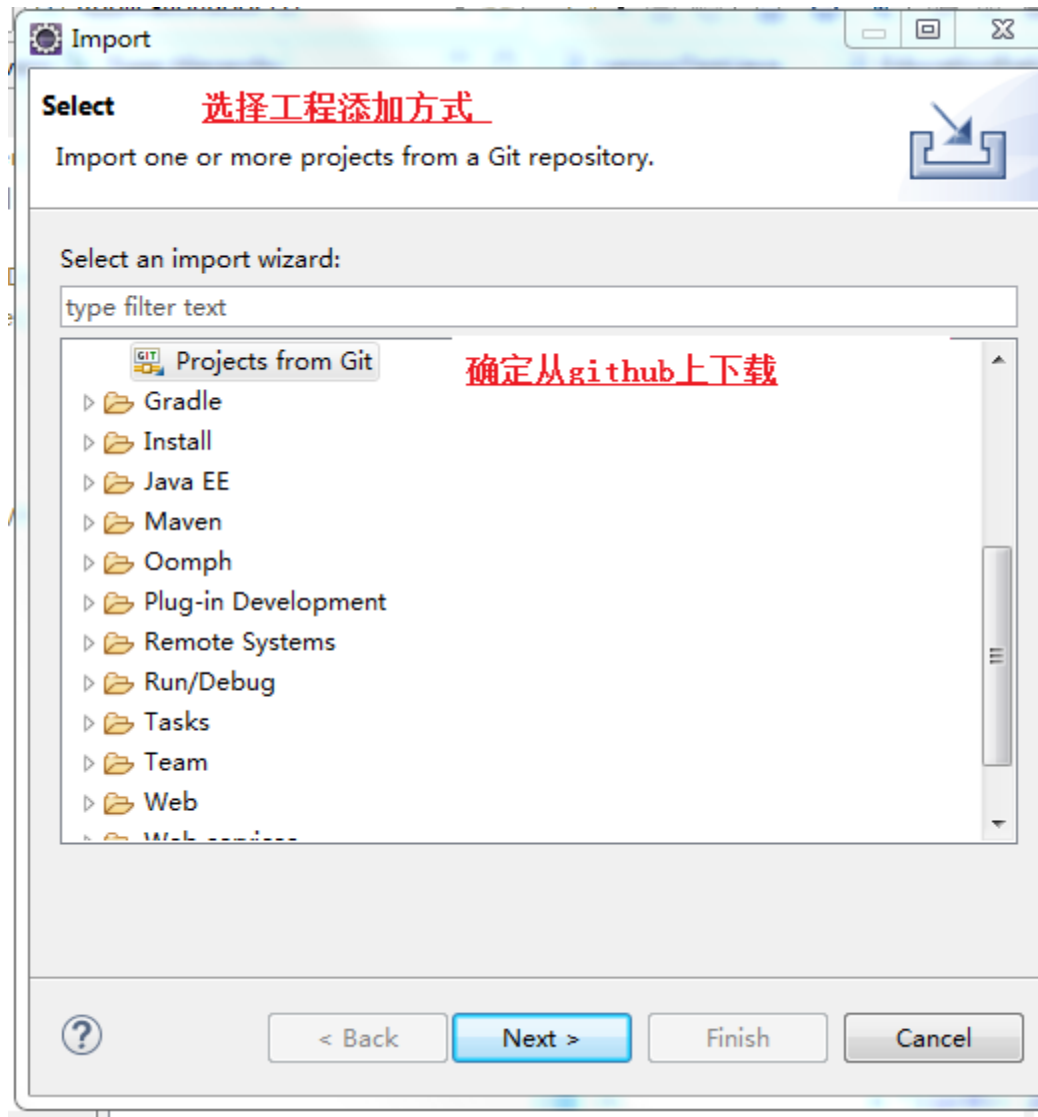 Import
Select 选择工程添加方式
Import one or more projects from a Git repository.
Select an import wizard:
type filter text
GIT Projects from Git 确定从github上下载
Gradle
Install
Java EE
Maven
Oomph
Plug-in Development
Remote Systems
Run/Debug
Tasks
Team
Web
Web services
? < Back Next > Finish Cancel